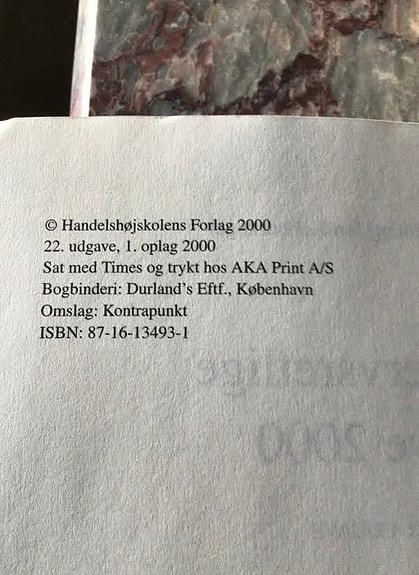 © Handelshøjskolens Forlag 2000
22. udgave, 1. oplag 2000
Sat med Times og trykt hos AKA Print A/S
Bogbinderi: Durland's Eftf., København
Omslag: Kontrapunkt
ISBN: 87-16-13493-1